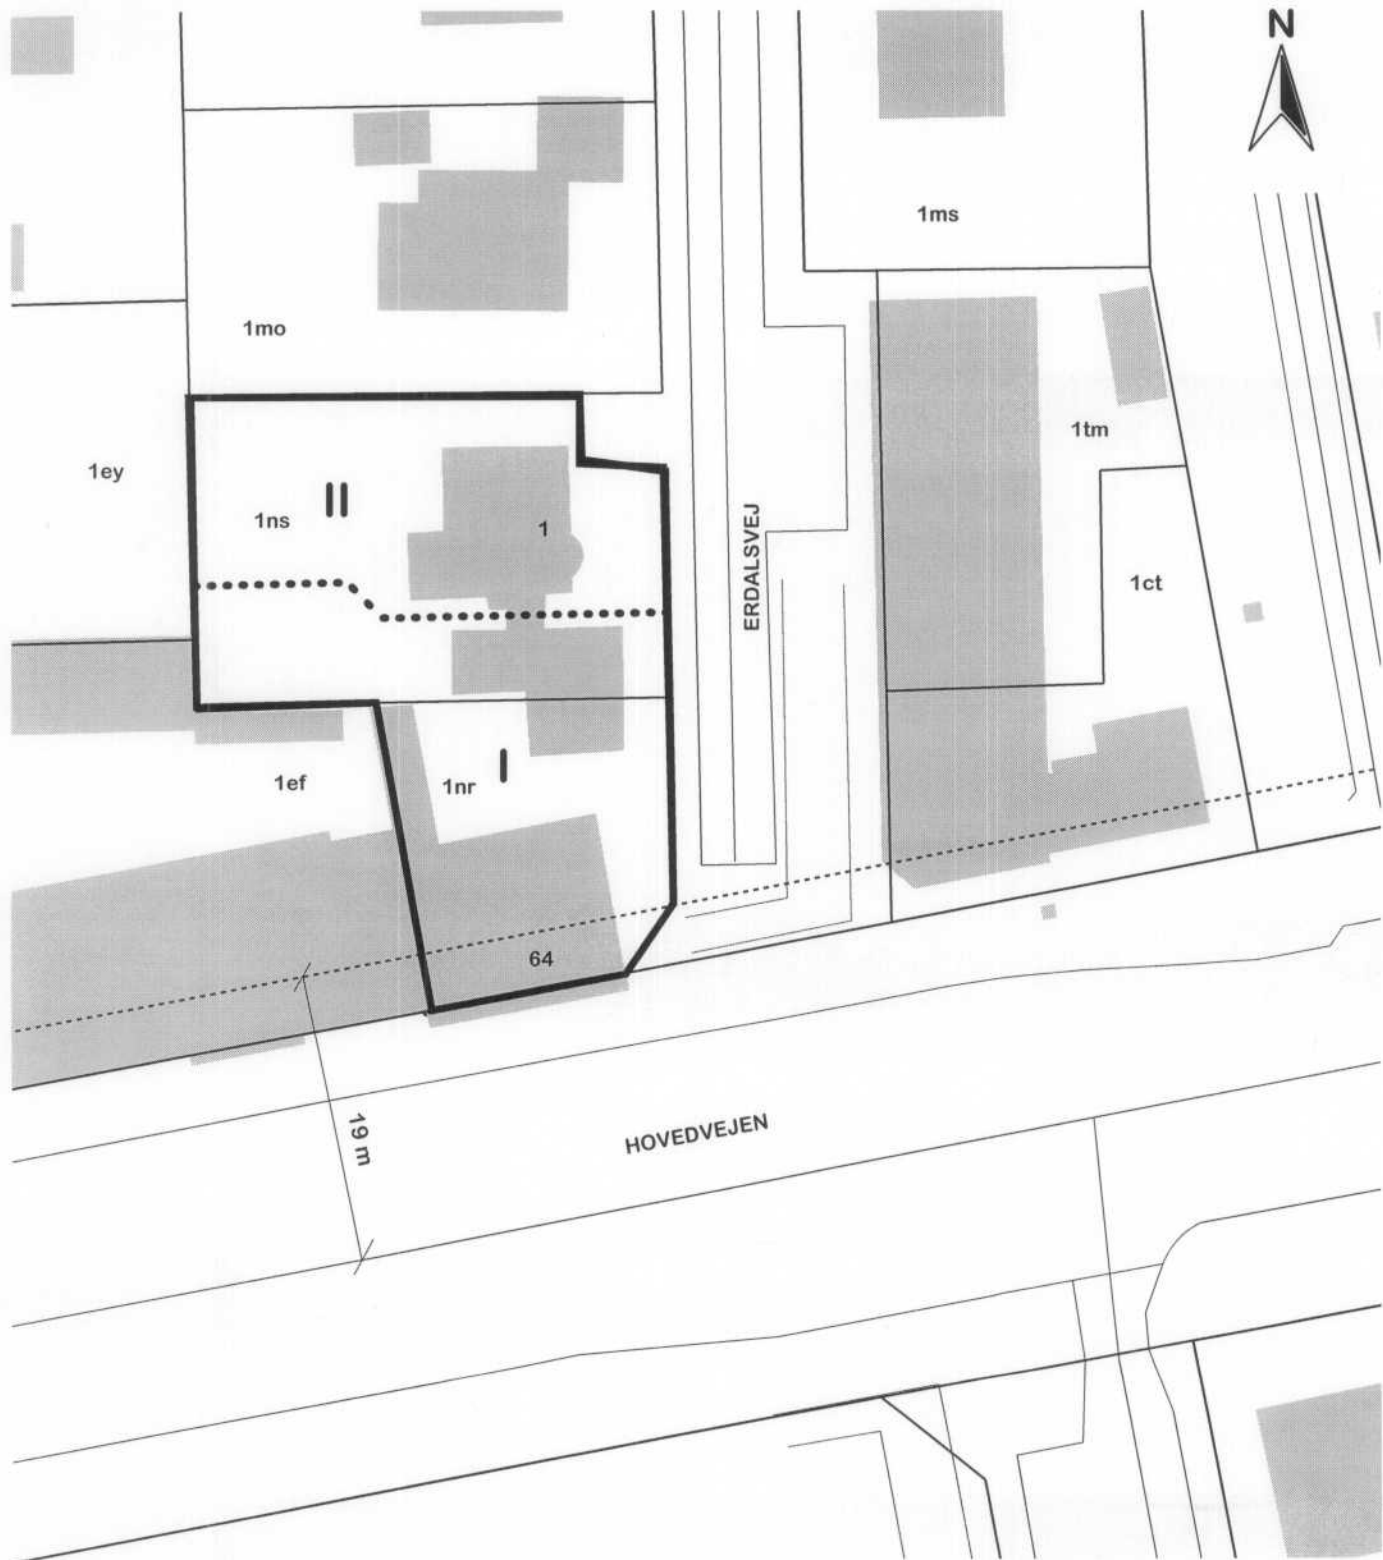 N
1ms
1mo
1tm
1ey
II
1ns
1
ERDALSVEJ
1ct
I
1ef
1nr
64
19 m
HOVEDVEJEN